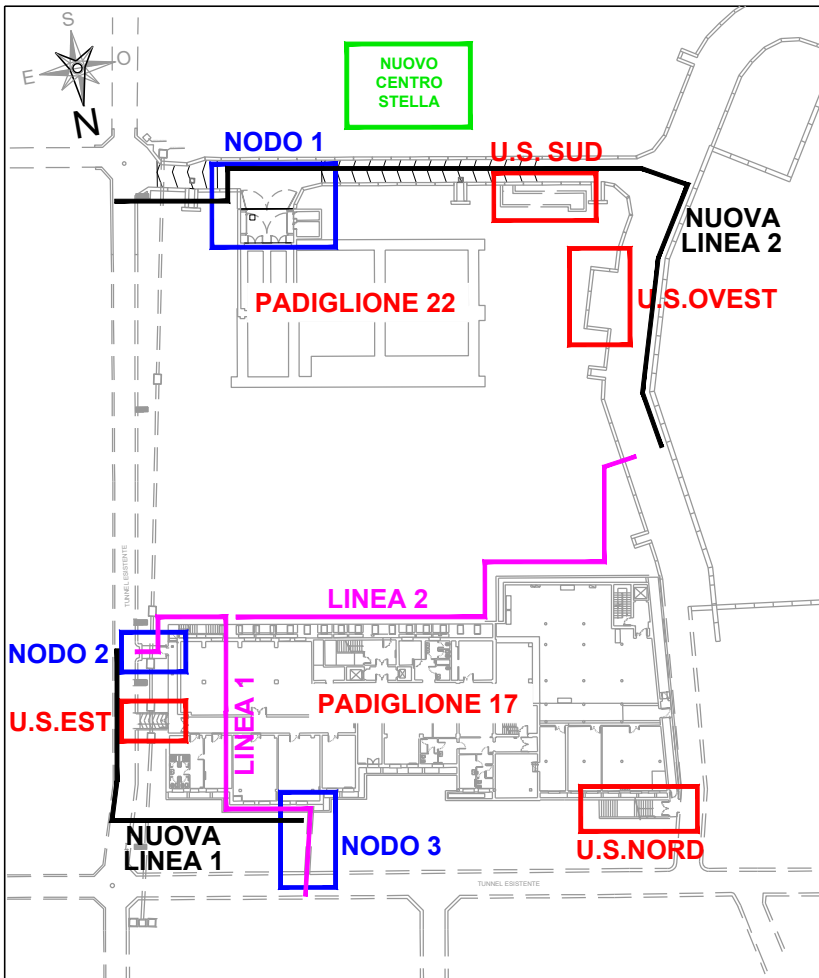 S
O
E
N
NUOVO
CENTRO
STELLA
NODO 1
U.S. SUD
NUOVA
LINEA 2
PADIGLIONE 22
U.S.OVEST
TUNNEL ESISTENTE
LINEA 2
NODO 2
PADIGLIONE 17
U.S.EST
LINEA 1
NUOVA
LINEA 1
NODO 3
U.S.NORD
TUNNEL ESISTENTE